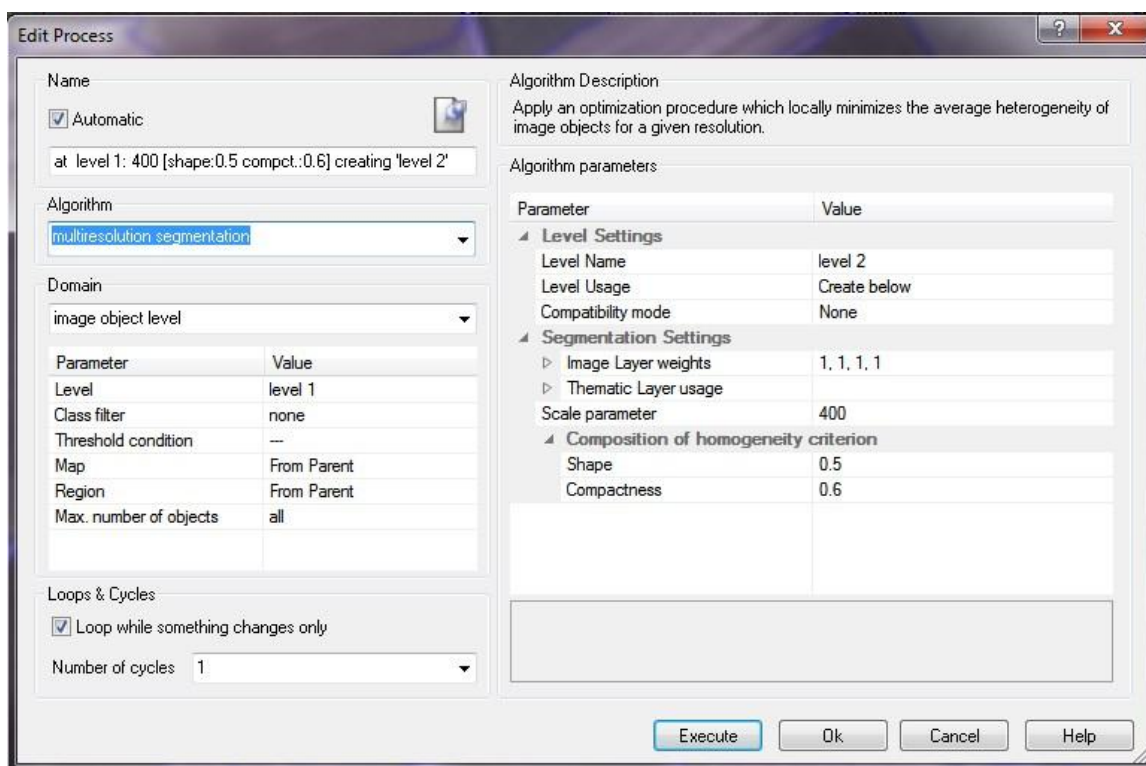 Edit Process
Name
Automatic
at level 1: 400 [shape:0.5 compct.:0.6] creating 'level 2'
Algorithm
multiresolution segmentation
Domain
image object level
Parameter Value
Level level 1
Class filter none
Threshold condition ---
Map From Parent
Region From Parent
Max. number of objects all
Loops & Cycles
Loop while something changes only
Number of cycles 1
Algorithm Description
Apply an optimization procedure which locally minimizes the average heterogeneity of
image objects for a given resolution.
Algorithm parameters
Parameter Value
Level Settings
Level Name level 2
Level Usage Create below
Compatibility mode None
Segmentation Settings
Image Layer weights 1, 1, 1, 1
Thematic Layer usage
Scale parameter 400
Composition of homogeneity criterion
Shape 0.5
Compactness 0.6
Execute Ok Cancel Help